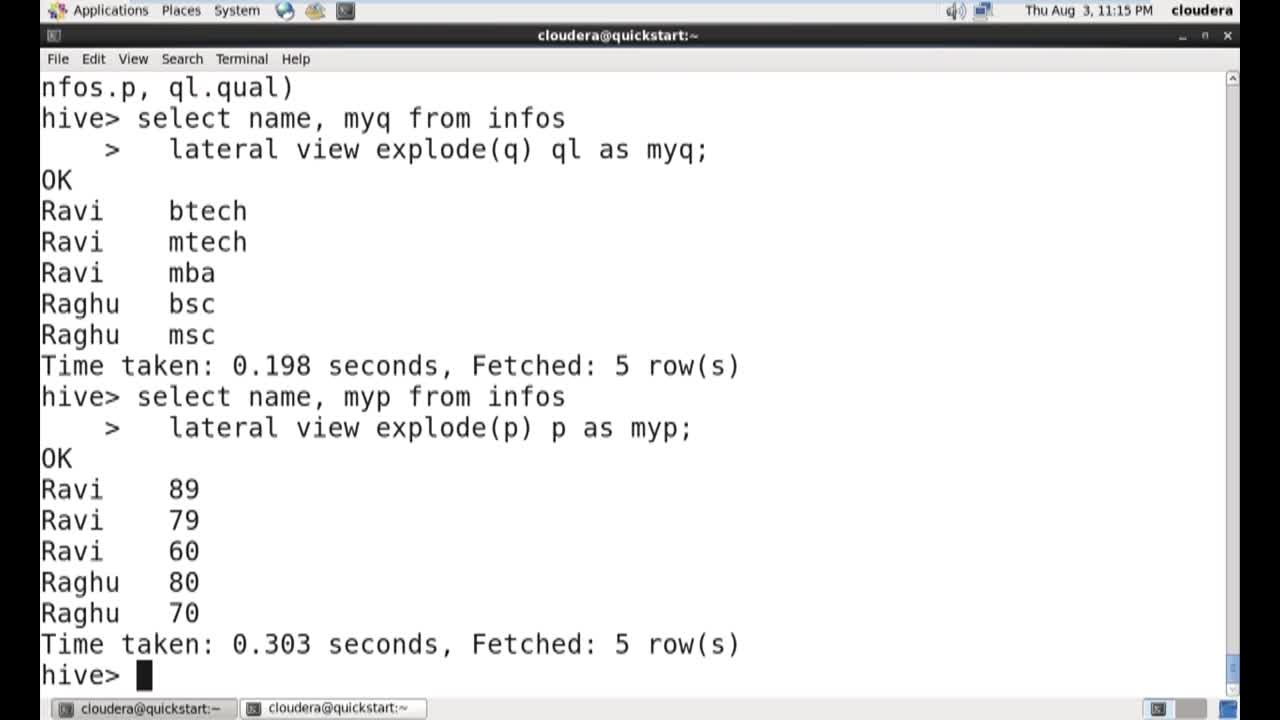 Applications Places System Thu Aug 3, 11:15 PM cloudera
cloudera@quickstart:~
File Edit View Search Terminal Help
nfos.p, ql.qual)
hive> select name, myq from infos
    >   lateral view explode(q) ql as myq;
OK
Ravi    btech
Ravi    mtech
Ravi    mba
Raghu   bsc
Raghu   msc
Time taken: 0.198 seconds, Fetched: 5 row(s)
hive> select name, myp from infos
    >   lateral view explode(p) p as myp;
OK
Ravi    89
Ravi    79
Ravi    60
Raghu   80
Raghu   70
Time taken: 0.303 seconds, Fetched: 5 row(s)
hive>
cloudera@quickstart:~ cloudera@quickstart:~